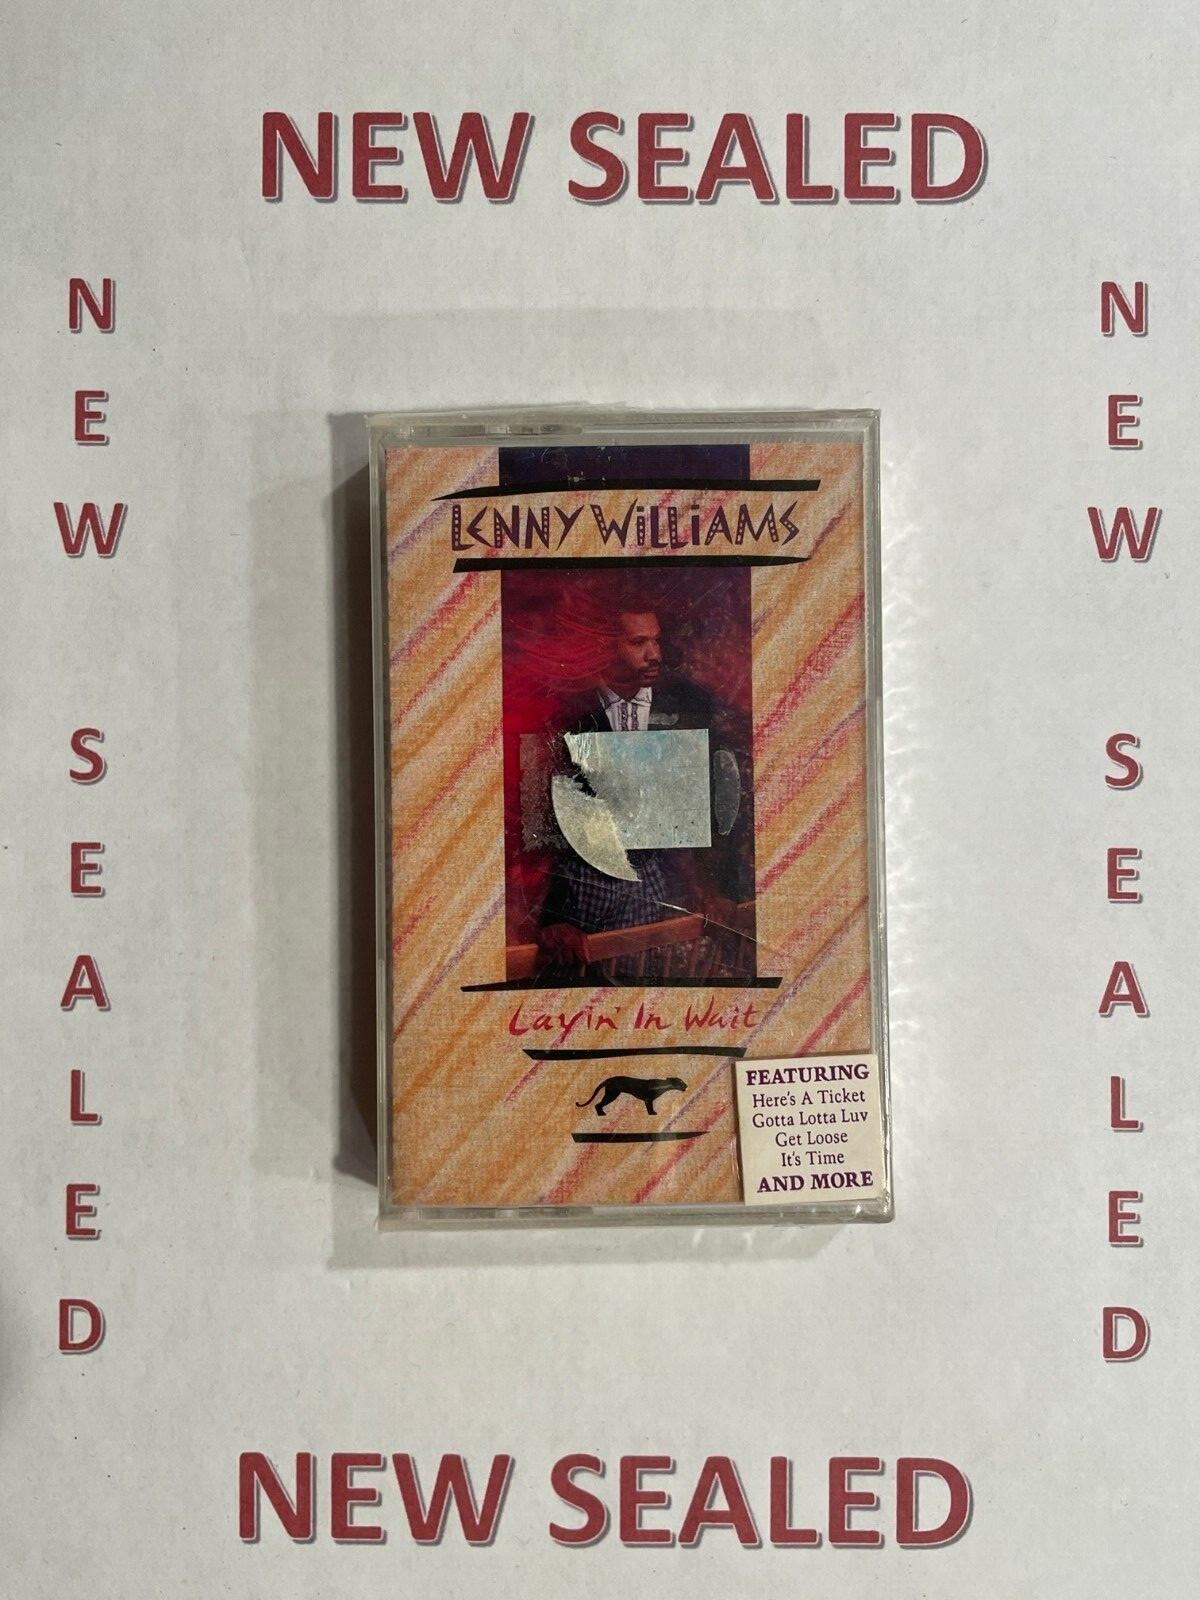 NEW SEALED
N
E
W
S
E
A
L
E
D
N
E
W
S
E
A
L
E
D
LENNY WiLLiAMS
Layin' In Wait
FEATURING
Here's A Ticket
Gotta Lotta Luv
Get Loose
It's Time
AND MORE
NEW SEALED